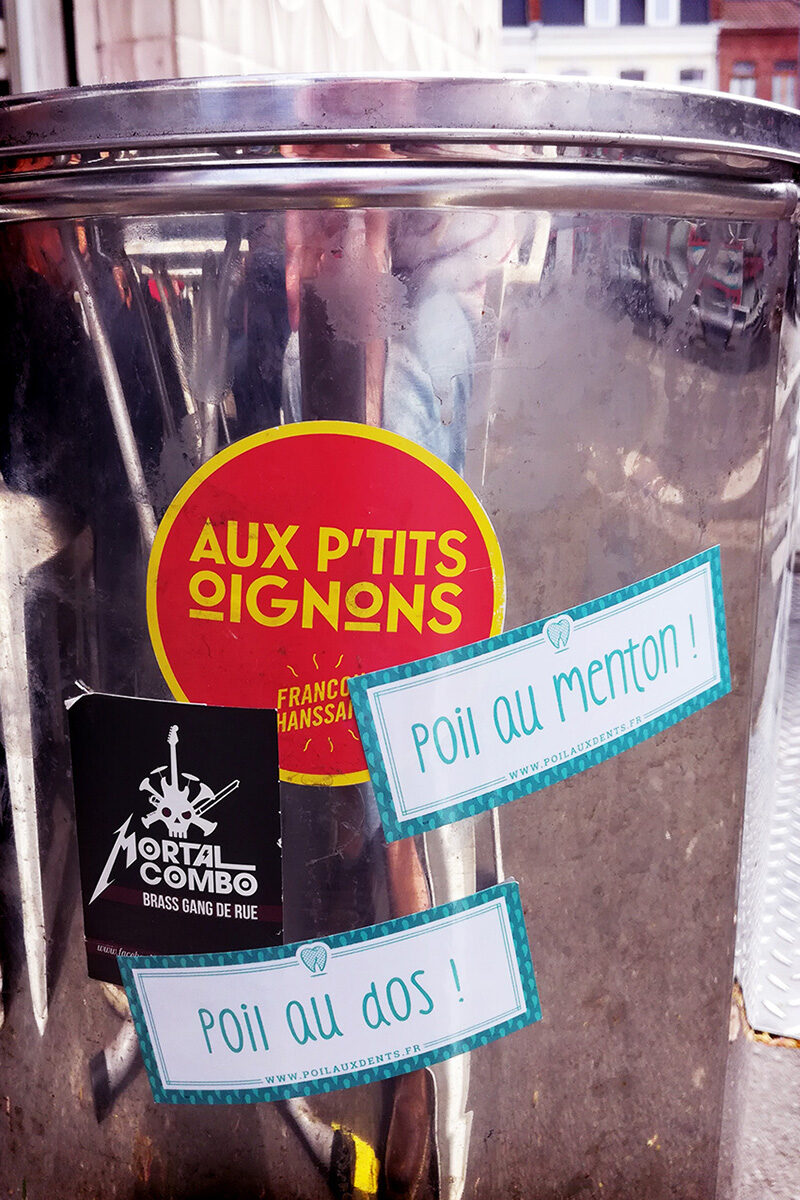 AUX P'TITS
OIGNONS
POIL AU MENTON !
WWW.POILAUXDENTS.FR
MORTAL
COMBO
BRASS GANG DE RUE
POIL AU DOS !
WWW.POILAUXDENTS.FR